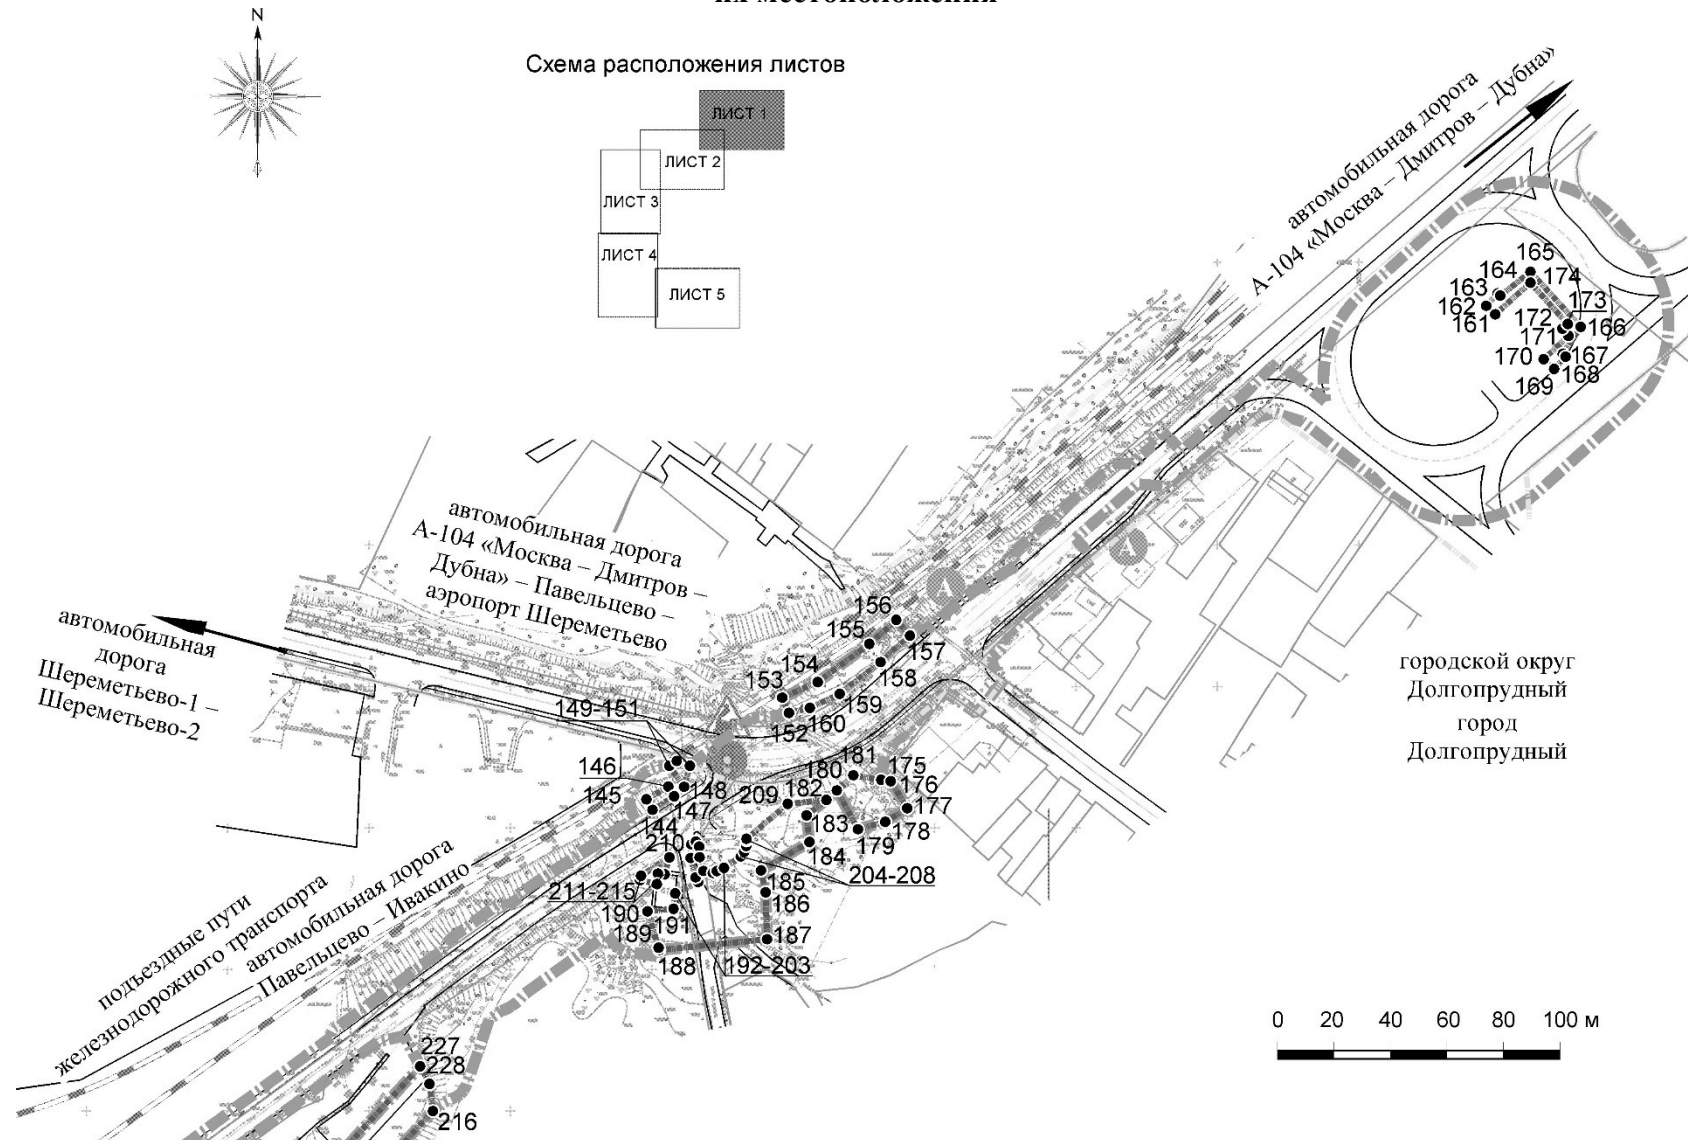 их местоположения
N
Схема расположения листов
ЛИСТ 1
ЛИСТ 2
ЛИСТ 3
ЛИСТ 4
ЛИСТ 5
автомобильная дорога
А-104 «Москва – Дмитров – Дубна»
165
164
174
163
173
162
172
166
161
171
170
167
169
168
автомобильная дорога
А-104 «Москва – Дмитров –
Дубна» – Павельцево –
аэропорт Шереметьево
автомобильная
дорога
Шереметьево-1 –
Шереметьево-2
А
А
156
155
157
154
158
153
159
149-151
152
160
городской округ
Долгопрудный
город
Долгопрудный
146
181
175
180
145
148
209
182
176
147
177
144
183
178
210
179
184
204-208
185
211-215
186
190
191
187
189
188
192-203
подъездные пути
железнодорожного транспорта
автомобильная дорога
Павельцево – Ивакино
227
228
216
0 20 40 60 80 100 м